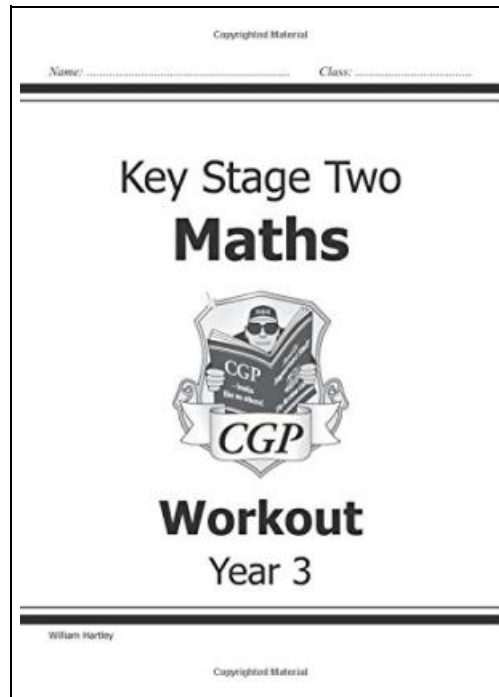 Copyrighted Material
Name: ........................................................ Class: ................................
Key Stage Two
Maths
CGP
CGP
Workout
Year 3
William Hartley
Copyrighted Material